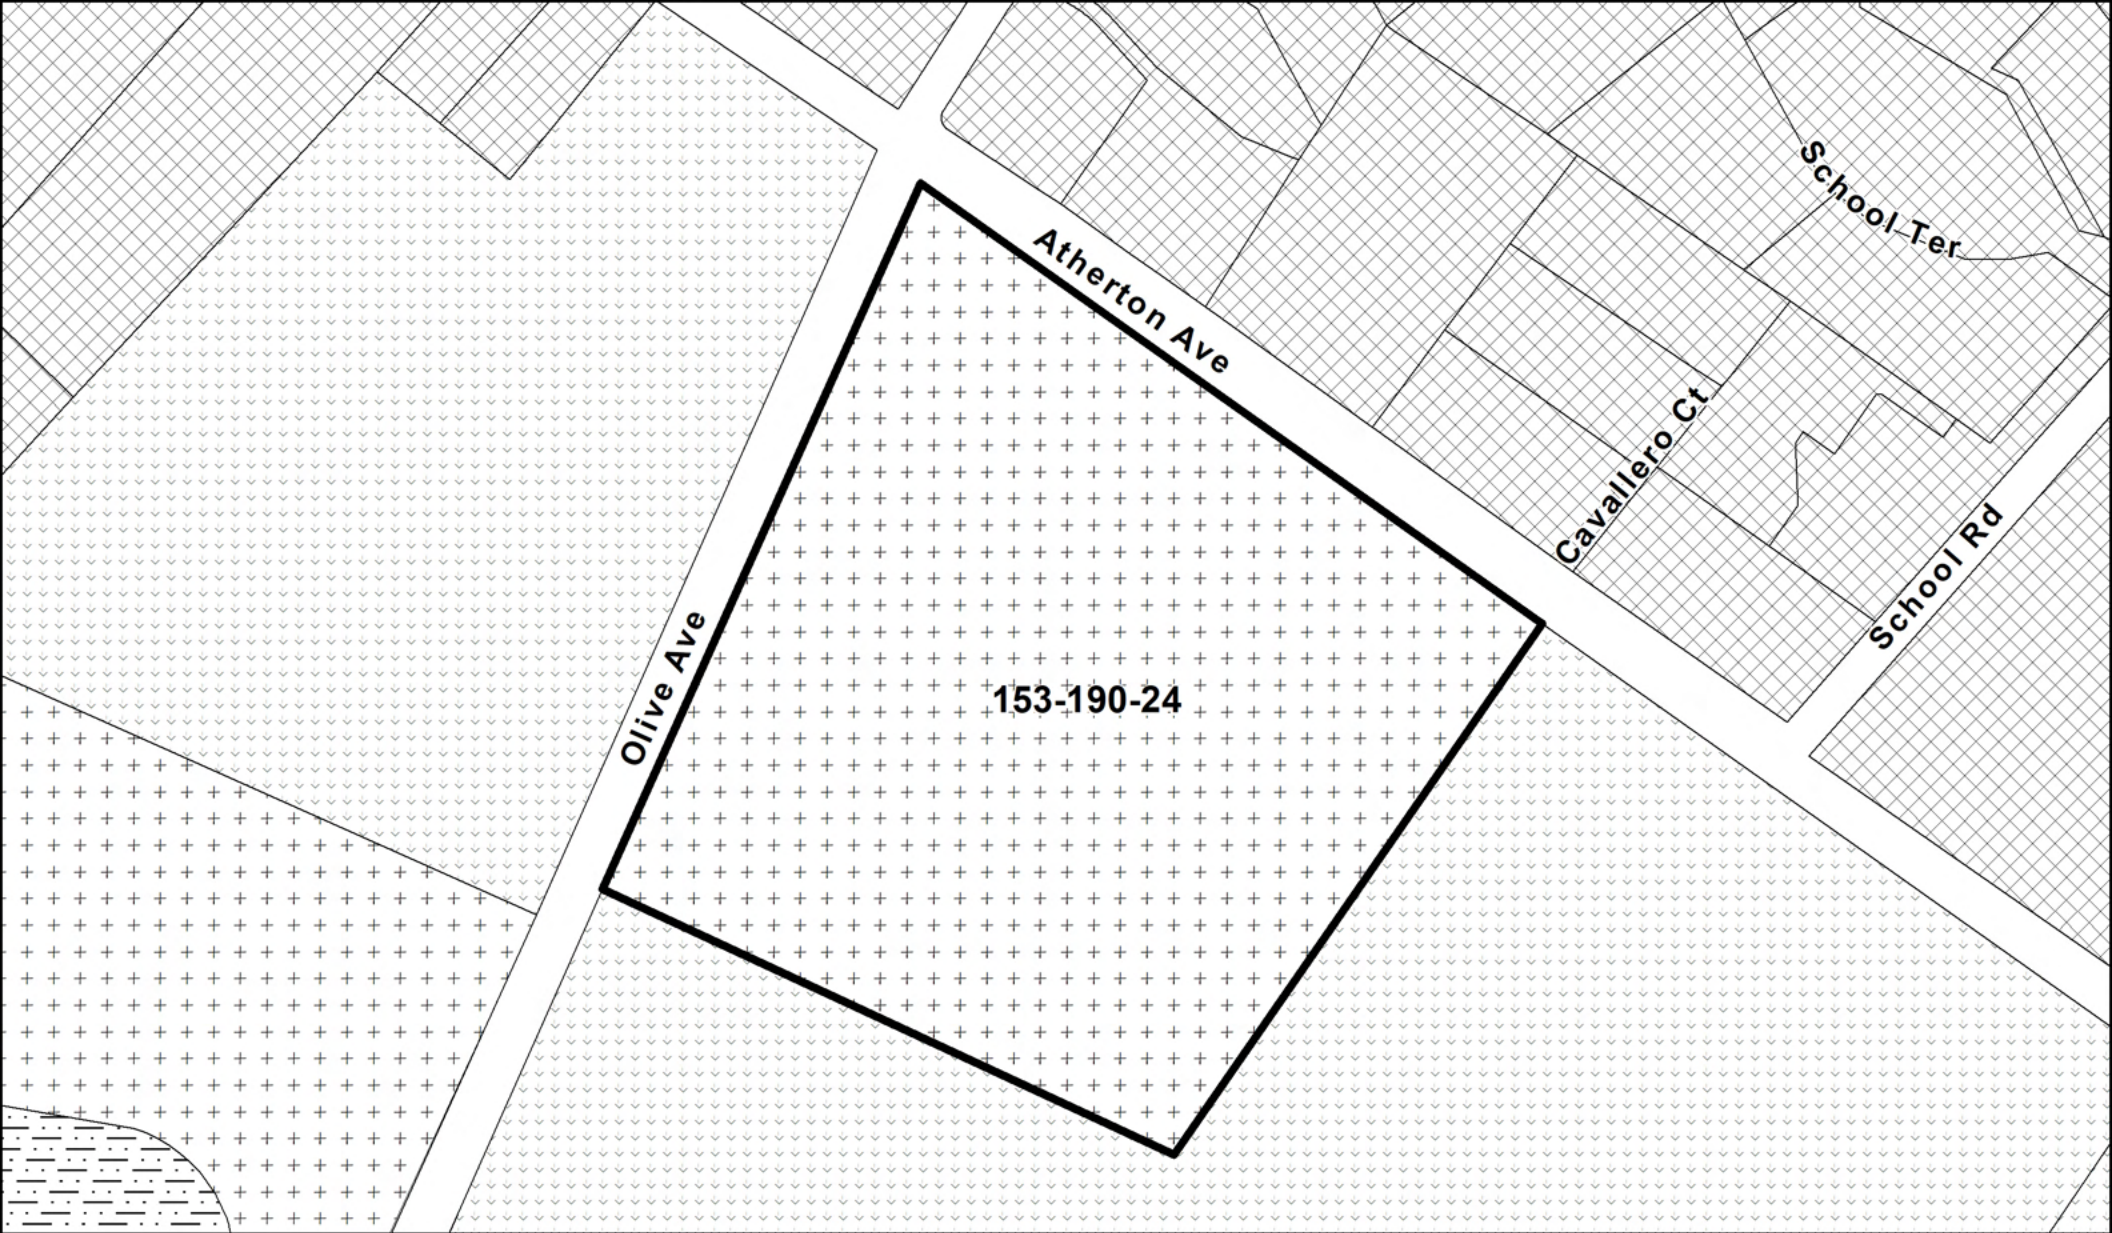 School Ter
Atherton Ave
Cavallero Ct
School Rd
Olive Ave
153-190-24